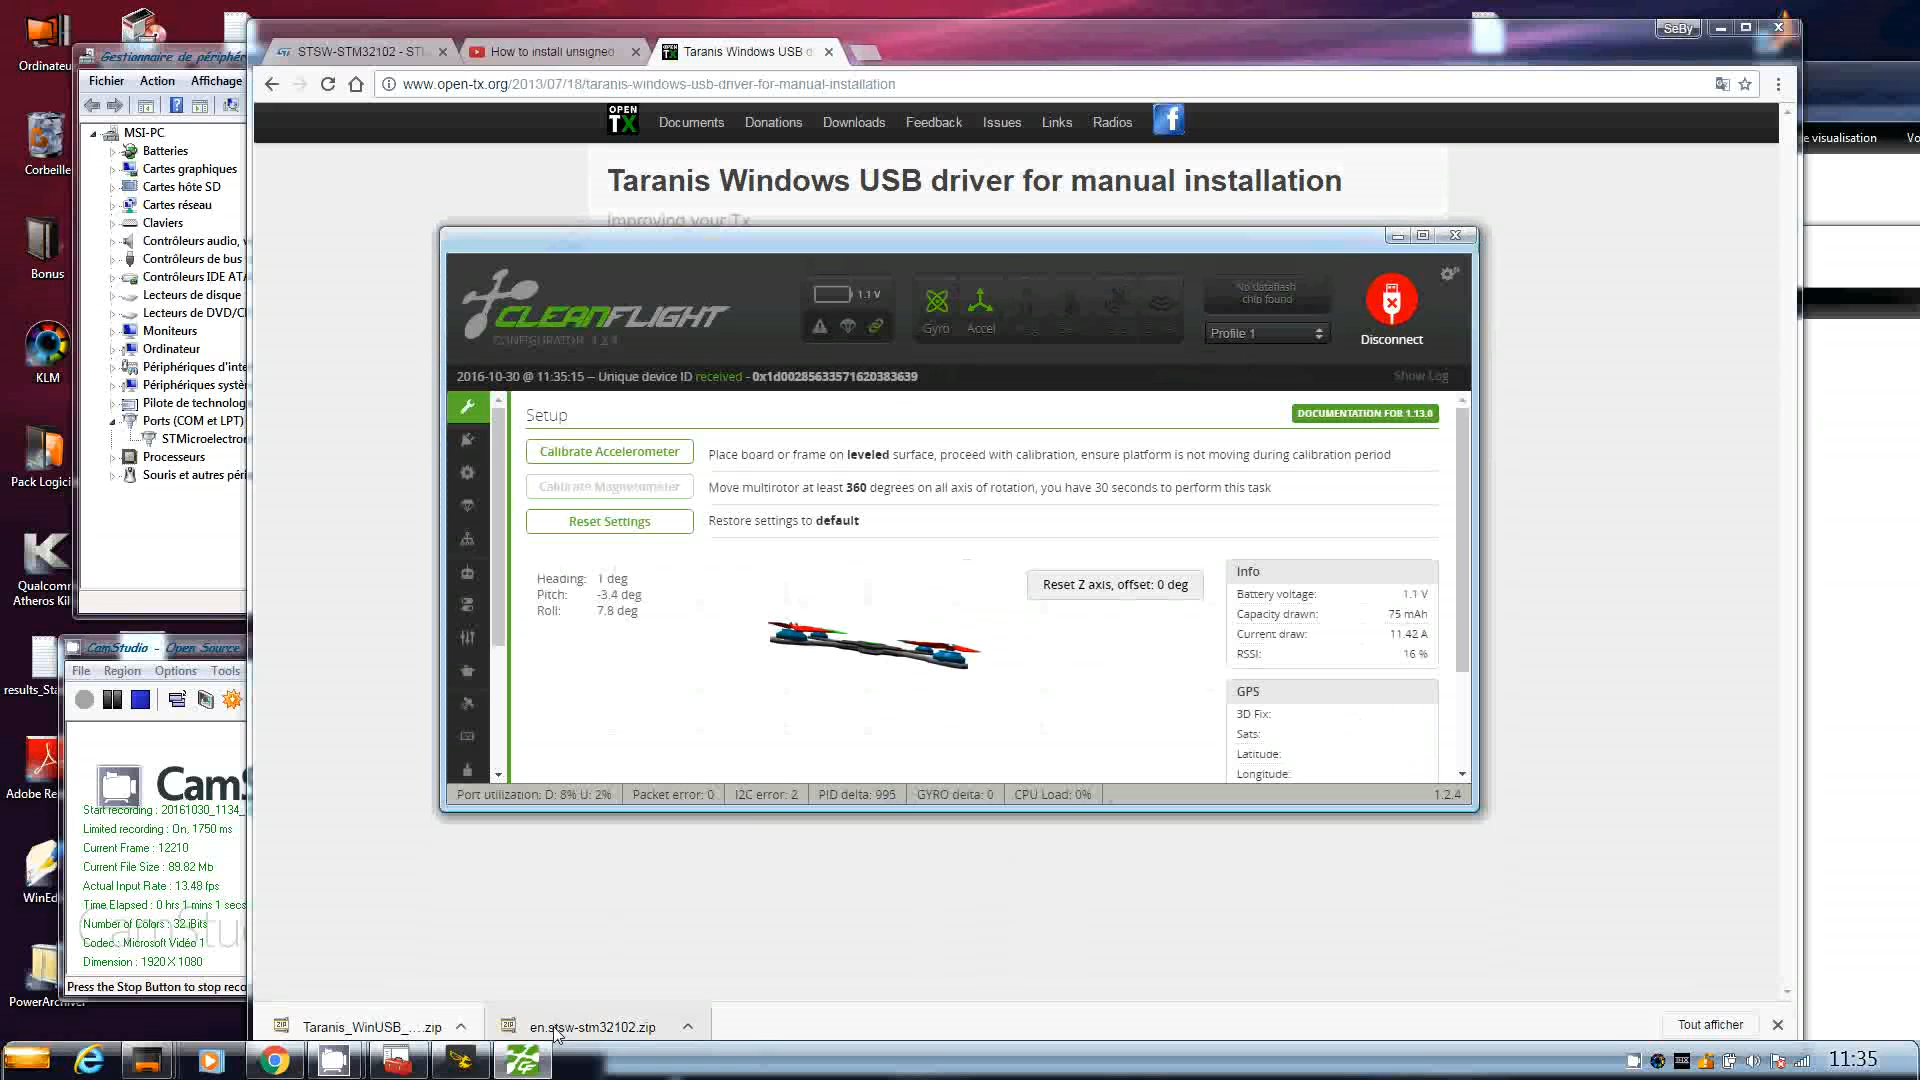 Ordinateu
Corbeille
Bonus
KLM
Pack Logici
Qualcomm
Atheros Kil
results_Sta
Adobe Re
WinEd
PowerArchiver
Gestionnaire de périphér
Fichier Action Affichage
MSI-PC
Batteries
Cartes graphiques
Cartes hôte SD
Cartes réseau
Claviers
Contrôleurs audio, v
Contrôleurs de bus
Contrôleurs IDE ATA
Lecteurs de disque
Lecteurs de DVD/C
Moniteurs
Ordinateur
Périphériques d'inte
Périphériques systè
Pilote de technolog
Ports (COM et LPT)
STMicroelectron
Processeurs
Souris et autres péri
CamStudio - Open Source
File Region Options Tools
CamS
Start recording : 20161030_1134_
Limited recording : On, 1750 ms
Current Frame : 12210
Current File Size : 89.82 Mb
Actual Input Rate : 13.48 fps
Time Elapsed : 0 hrs 1 mins 1 secs
Number of Colors : 32 iBits
Codec : Microsoft Vidéo 1
Dimension : 1920 X 1080
Press the Stop Button to stop reco
SeBy
STSW-STM32102 - STM
How to install unsigned
Taranis Windows USB d
www.open-tx.org/2013/07/18/taranis-windows-usb-driver-for-manual-installation
OPEN TX
Documents Donations Downloads Feedback Issues Links Radios
Taranis Windows USB driver for manual installation
Improving your Tx
e visualisation Vo
CLEANFLIGHT
CONFIGURATOR 1.2.4
1.1 V
Gyro Accel
No dataflash
chip found
Profile 1
Disconnect
2016-10-30 @ 11:35:15 -- Unique device ID received - 0x1d00285633571620383639
Show Log
Setup
DOCUMENTATION FOR 1.13.0
Calibrate Accelerometer
Place board or frame on leveled surface, proceed with calibration, ensure platform is not moving during calibration period
Calibrate Magnetometer
Move multirotor at least 360 degrees on all axis of rotation, you have 30 seconds to perform this task
Reset Settings
Restore settings to default
Heading: 1 deg
Pitch: -3.4 deg
Roll: 7.8 deg
Reset Z axis, offset: 0 deg
Info
Battery voltage: 1.1 V
Capacity drawn: 75 mAh
Current draw: 11.42 A
RSSI: 16 %
GPS
3D Fix:
Sats:
Latitude:
Longitude:
Port utilization: D: 8% U: 2% Packet error: 0 I2C error: 2 PID delta: 995 GYRO delta: 0 CPU Load: 0% 1.2.4
Taranis_WinUSB_....zip
en.stsw-stm32102.zip
Tout afficher
11:35